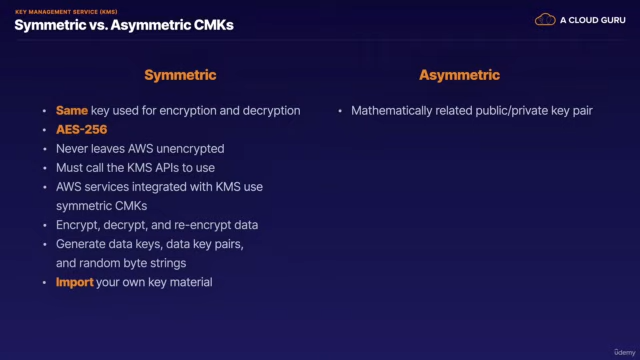 KEY MANAGEMENT SERVICE (KMS)
Symmetric vs. Asymmetric CMKs
A CLOUD GURU
Symmetric
• Same key used for encryption and decryption
• AES-256
• Never leaves AWS unencrypted
• Must call the KMS APIs to use
• AWS services integrated with KMS use
symmetric CMKs
• Encrypt, decrypt, and re-encrypt data
• Generate data keys, data key pairs,
and random byte strings
• Import your own key material
Asymmetric
• Mathematically related public/private key pair
ûdemy